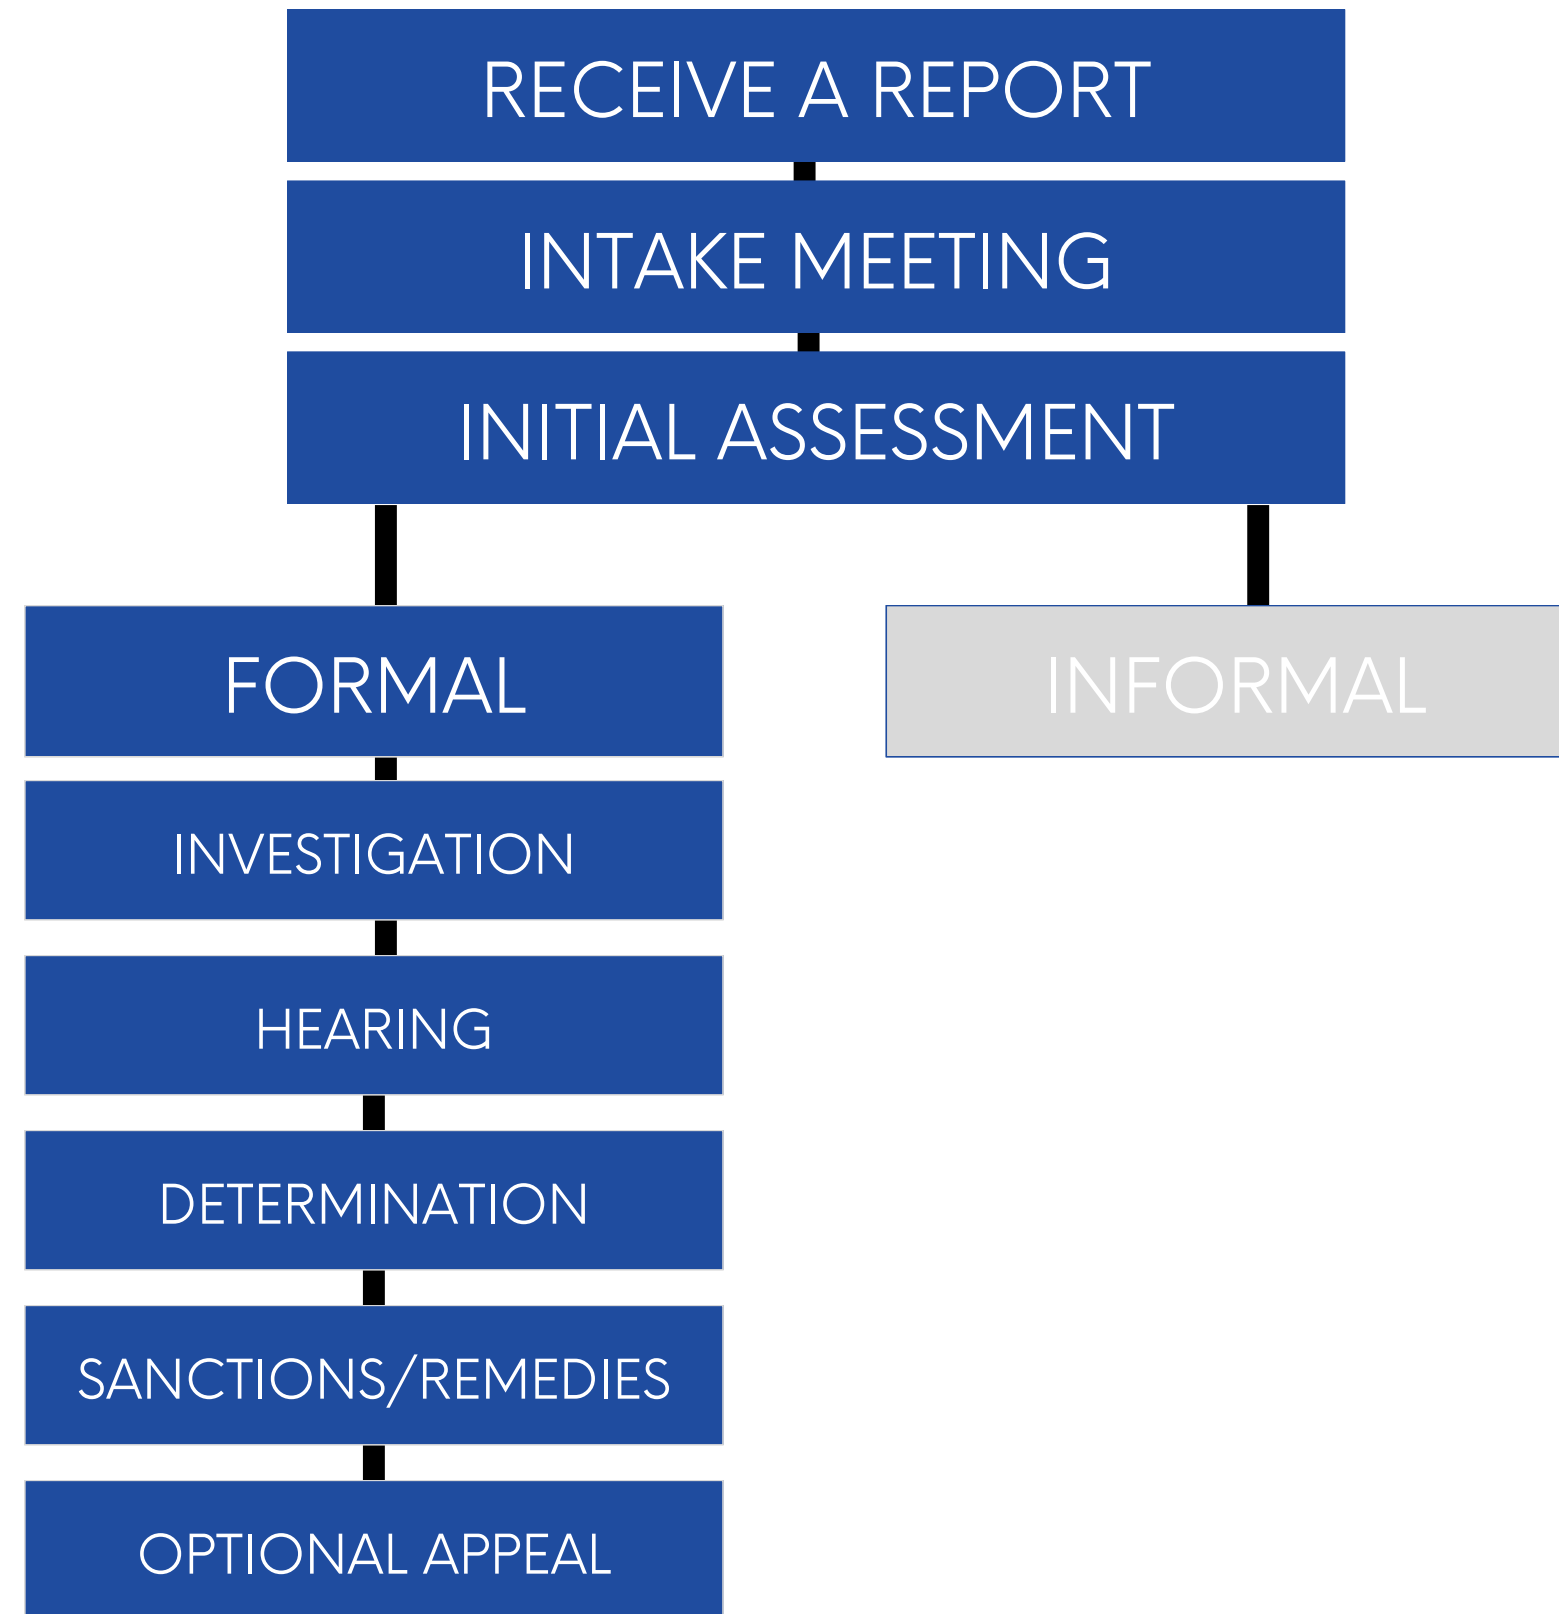 RECEIVE A REPORT
INTAKE MEETING
INITIAL ASSESSMENT
FORMAL
INFORMAL
INVESTIGATION
HEARING
DETERMINATION
SANCTIONS/REMEDIES
OPTIONAL APPEAL